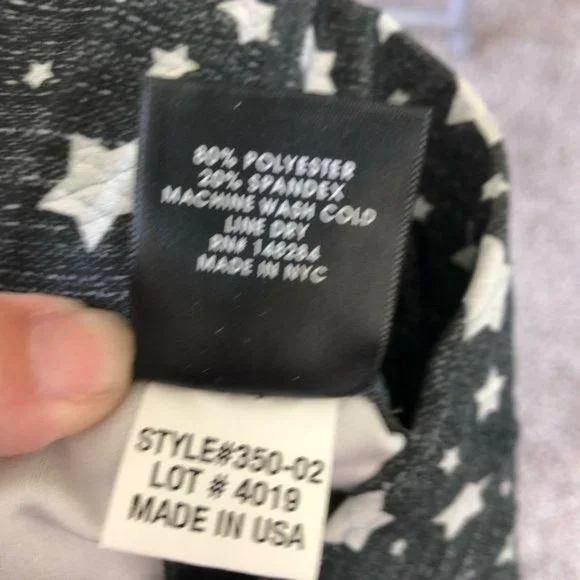 80% POLYESTER
20% SPANDEX
MACHINE WASH COLD
LINE DRY
RN# 148284
MADE IN NYC
STYLE#350-02
LOT # 4019
MADE IN USA